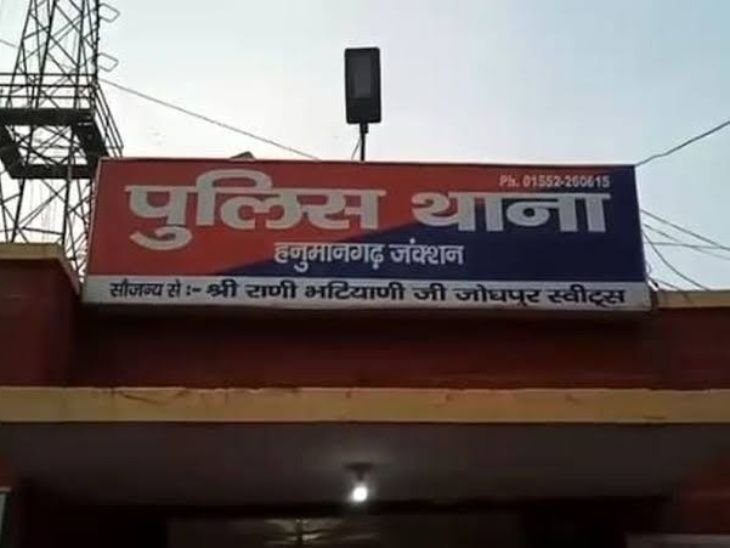 Ph. 01552-260615
पुलिस थाना
हनुमानगढ़ जंक्शन
सौजन्य से :- श्री राणी भटियाणी जी जोधपुर स्वीट्स